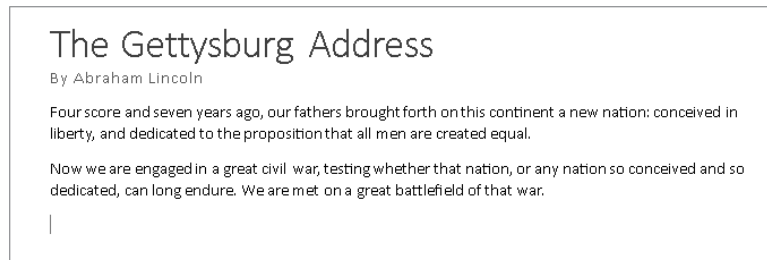 The Gettysburg Address
By Abraham Lincoln
Four score and seven years ago, our fathers brought forth on this continent a new nation: conceived in
liberty, and dedicated to the proposition that all men are created equal.
Now we are engaged in a great civil war, testing whether that nation, or any nation so conceived and so
dedicated, can long endure. We are met on a great battlefield of that war.